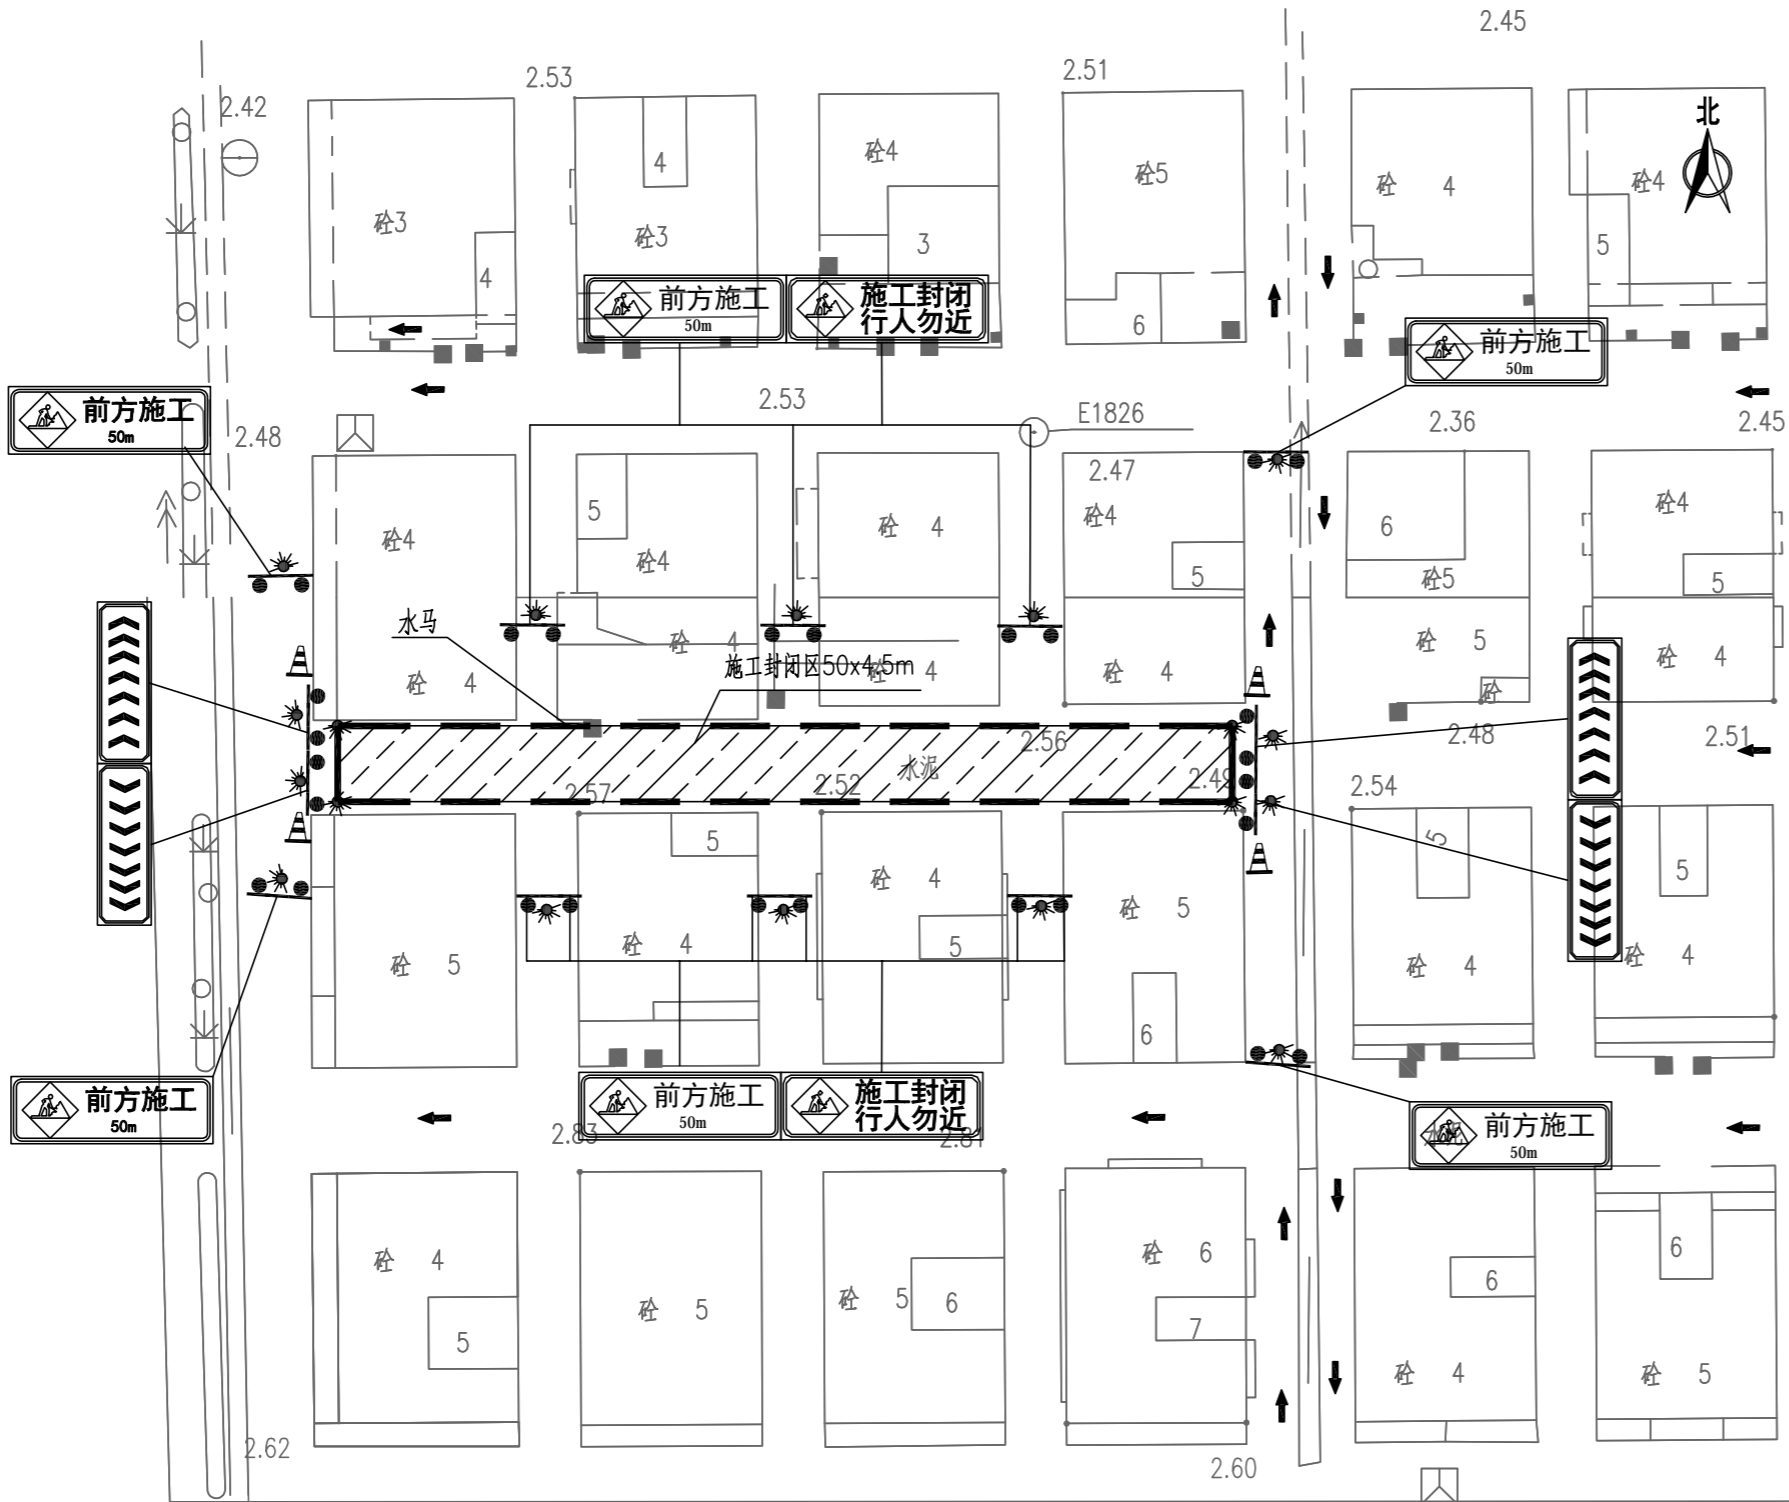 2.45
2.53
2.51
2.42
北
4
砼4
砼5
砼 4
砼4
砼3
砼3
3
5
4
6
前方施工
50m
施工封闭
行人勿近
前方施工
50m
前方施工
50m
2.53
E1826
2.36
2.45
2.48
2.47
砼4
5
砼4
砼 4
砼4
5
6
砼5
砼4
5
水马
砼 4
砼 4
施工封闭区50x4.5m
砼 4
砼 4
砼 5
砼
砼 4
2.56
水泥
2.48
2.51
2.57
2.52
2.49
2.54
5
砼 4
5
砼 5
砼 4
5
砼 5
6
5
砼 4
5
砼 4
前方施工
50m
前方施工
50m
施工封闭
行人勿近
前方施工
50m
水泥
2.83
2.81
砼 4
5
砼 5
砼 5
6
砼 6
7
6
砼 4
6
砼 5
2.62
2.60